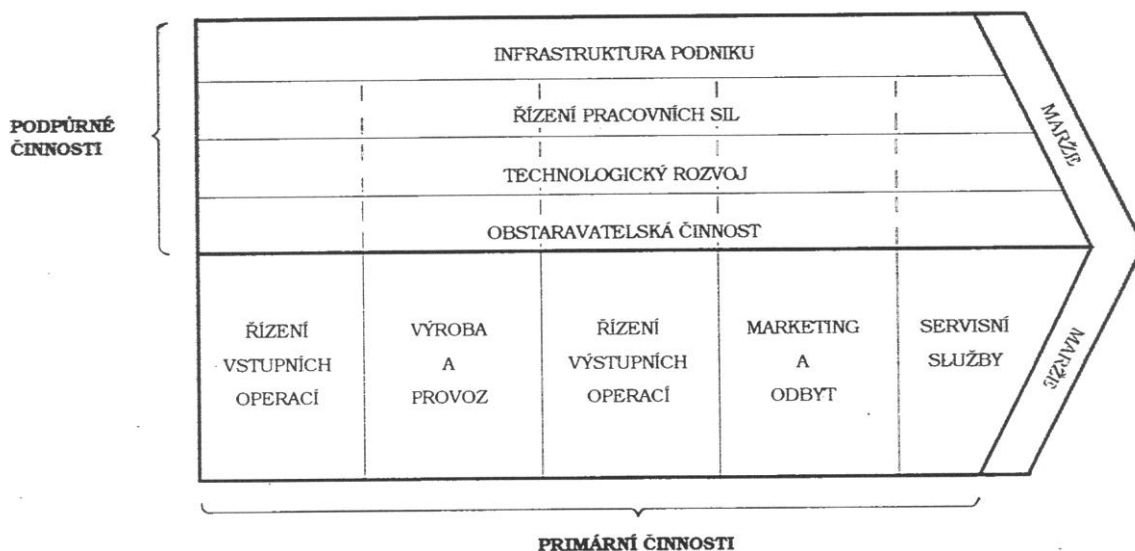 INFRASTRUKTURA PODNIKU
ŘÍZENÍ PRACOVNÍCH SIL
PODPŮRNÉ
ČINNOSTI
TECHNOLOGICKÝ ROZVOJ
OBSTARAVATELSKÁ ČINNOST
MARŽE
ŘÍZENÍ
VSTUPNÍCH
OPERACÍ
VÝROBA
A
PROVOZ
ŘÍZENÍ
VÝSTUPNÍCH
OPERACÍ
MARKETING
A
ODBYT
SERVISNÍ
SLUŽBY
MARŽE
PRIMÁRNÍ ČINNOSTI